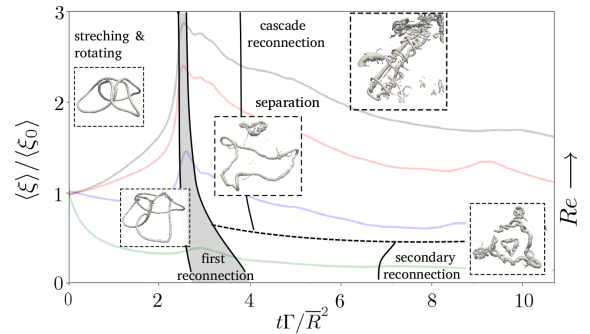 3
cascade
reconnection
streching &
rotating
2
separation
⟨ξ⟩/⟨ξ0⟩
1
Re ⟶
first
reconnection
secondary
reconnection
0
0 2 4 6 8 10
tΓ/R̅²